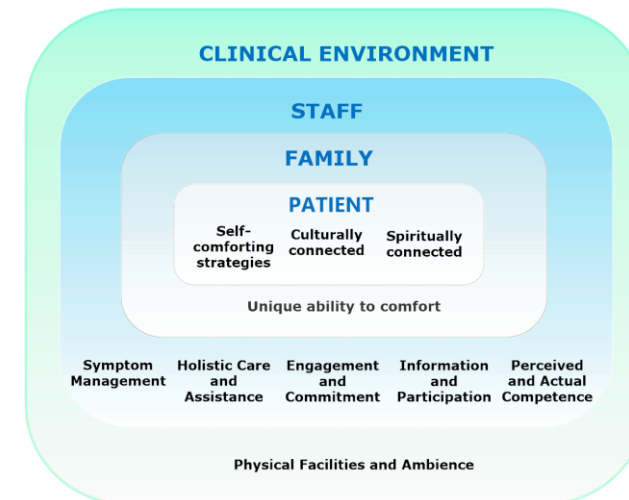 CLINICAL ENVIRONMENT
STAFF
FAMILY
PATIENT
Self-
comforting
strategies
Culturally
connected
Spiritually
connected
Unique ability to comfort
Symptom
Management
Holistic Care
and
Assistance
Engagement
and
Commitment
Information
and
Participation
Perceived
and Actual
Competence
Physical Facilities and Ambience